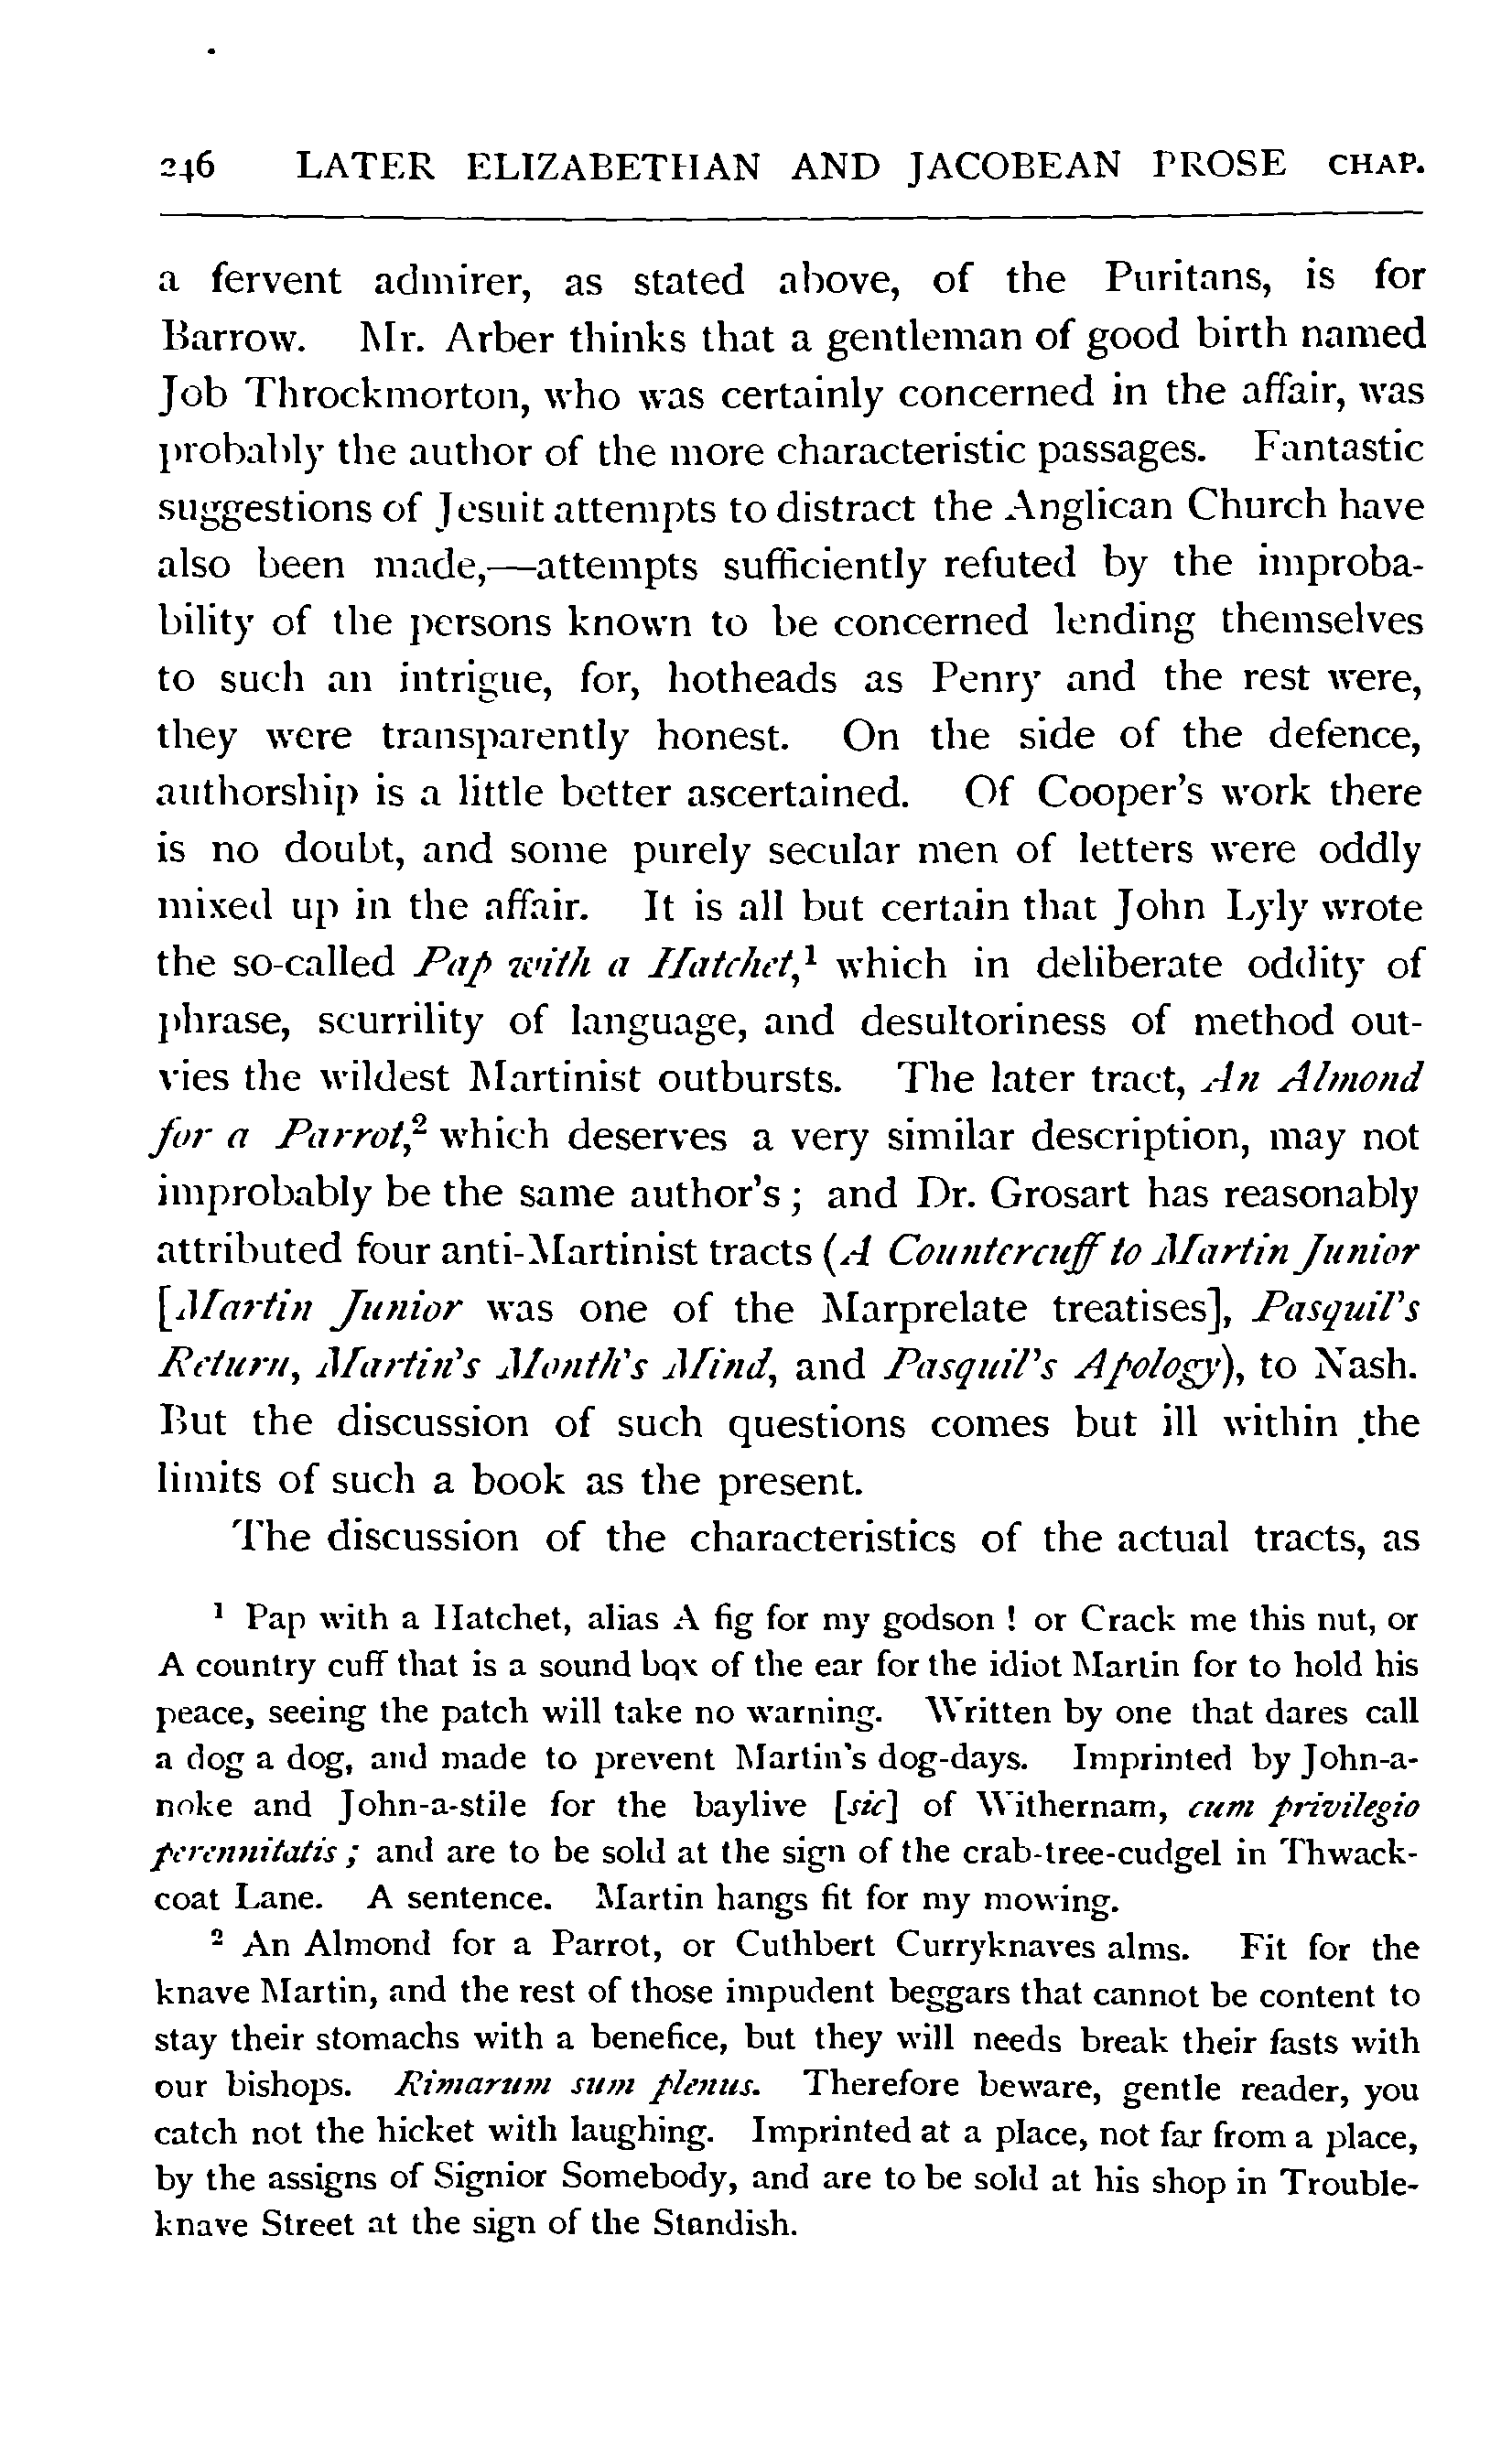 246 LATER ELIZABETHAN AND JACOBEAN PROSE CHAP.
a fervent admirer, as stated above, of the Puritans, is for
Barrow. Mr. Arber thinks that a gentleman of good birth named
Job Throckmorton, who was certainly concerned in the affair, was
probably the author of the more characteristic passages. Fantastic
suggestions of Jesuit attempts to distract the Anglican Church have
also been made,—attempts sufficiently refuted by the improba-
bility of the persons known to be concerned lending themselves
to such an intrigue, for, hotheads as Penry and the rest were,
they were transparently honest. On the side of the defence,
authorship is a little better ascertained. Of Cooper's work there
is no doubt, and some purely secular men of letters were oddly
mixed up in the affair. It is all but certain that John Lyly wrote
the so-called Pap with a Hatchet,¹ which in deliberate oddity of
phrase, scurrility of language, and desultoriness of method out-
vies the wildest Martinist outbursts. The later tract, An Almond
for a Parrot,² which deserves a very similar description, may not
improbably be the same author's; and Dr. Grosart has reasonably
attributed four anti-Martinist tracts (A Countercuff to Martin Junior
[Martin Junior was one of the Marprelate treatises], Pasquil's
Return, Martin's Month's Mind, and Pasquil's Apology), to Nash.
But the discussion of such questions comes but ill within the
limits of such a book as the present.
The discussion of the characteristics of the actual tracts, as
¹ Pap with a Hatchet, alias A fig for my godson! or Crack me this nut, or
A country cuff that is a sound box of the ear for the idiot Martin for to hold his
peace, seeing the patch will take no warning. Written by one that dares call
a dog a dog, and made to prevent Martin's dog-days. Imprinted by John-a-
noke and John-a-stile for the baylive [sic] of Withernam, cum privilegio
perennitatis; and are to be sold at the sign of the crab-tree-cudgel in Thwack-
coat Lane. A sentence. Martin hangs fit for my mowing.
² An Almond for a Parrot, or Cuthbert Curryknaves alms. Fit for the
knave Martin, and the rest of those impudent beggars that cannot be content to
stay their stomachs with a benefice, but they will needs break their fasts with
our bishops. Rimarum sum plenus. Therefore beware, gentle reader, you
catch not the hicket with laughing. Imprinted at a place, not far from a place,
by the assigns of Signior Somebody, and are to be sold at his shop in Trouble-
knave Street at the sign of the Standish.